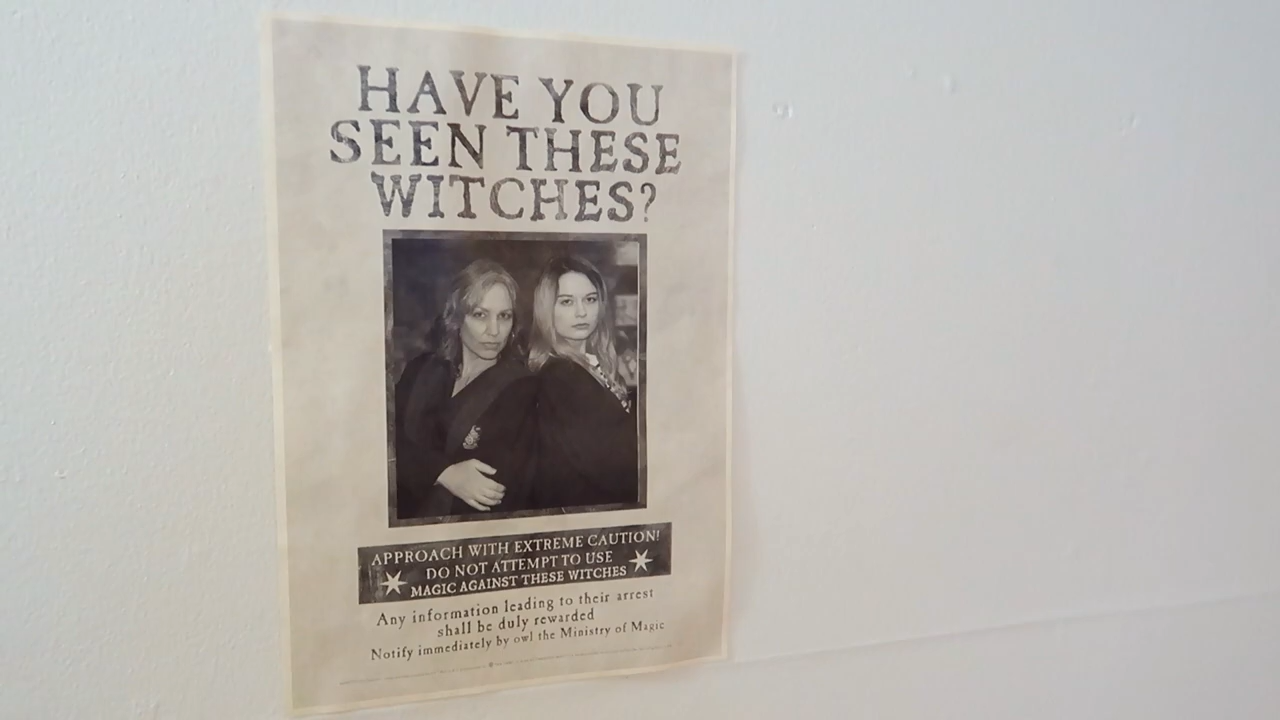 HAVE YOU
SEEN THESE
WITCHES?
APPROACH WITH EXTREME CAUTION!
DO NOT ATTEMPT TO USE
MAGIC AGAINST THESE WITCHES
Any information leading to their arrest
shall be duly rewarded
Notify immediately by owl the Ministry of Magic